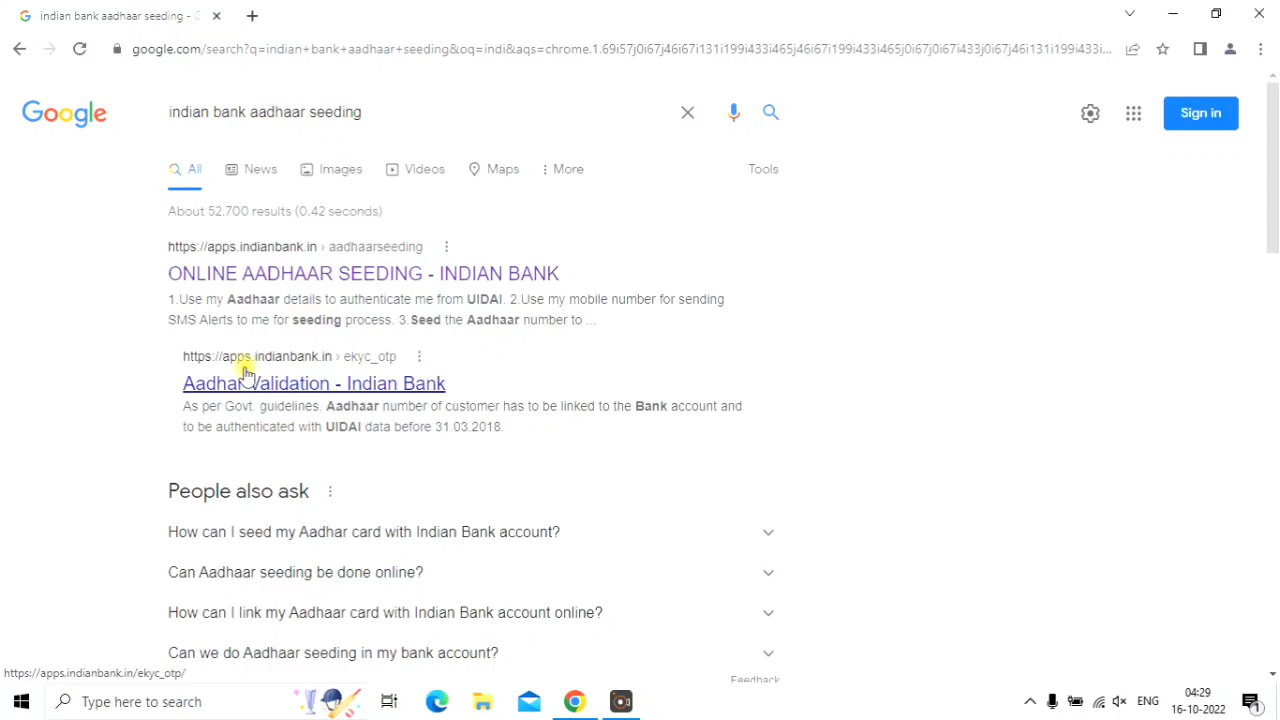 indian bank aadhaar seeding - G
google.com/search?q=indian+bank+aadhaar+seeding&oq=indi&aqs=chrome.1.69i57j0i67j46i67i131i199i433i465j46i67i199i433i465j0i67j0i67i433j0i67j46i131i199i433i...
Google
indian bank aadhaar seeding
Sign in
All
News
Images
Videos
Maps
More
Tools
About 52,700 results (0.42 seconds)
https://apps.indianbank.in › aadhaarseeding
ONLINE AADHAAR SEEDING - INDIAN BANK
1.Use my Aadhaar details to authenticate me from UIDAI. 2.Use my mobile number for sending
SMS Alerts to me for seeding process. 3.Seed the Aadhaar number to ...
https://apps.indianbank.in › ekyc_otp
Aadhar Validation - Indian Bank
As per Govt. guidelines, Aadhaar number of customer has to be linked to the Bank account and
to be authenticated with UIDAI data before 31.03.2018.
People also ask
How can I seed my Aadhar card with Indian Bank account?
Can Aadhaar seeding be done online?
How can I link my Aadhaar card with Indian Bank account online?
Can we do Aadhaar seeding in my bank account?
Feedback
https://apps.indianbank.in/ekyc_otp/
Type here to search
ENG
04:29
16-10-2022
1